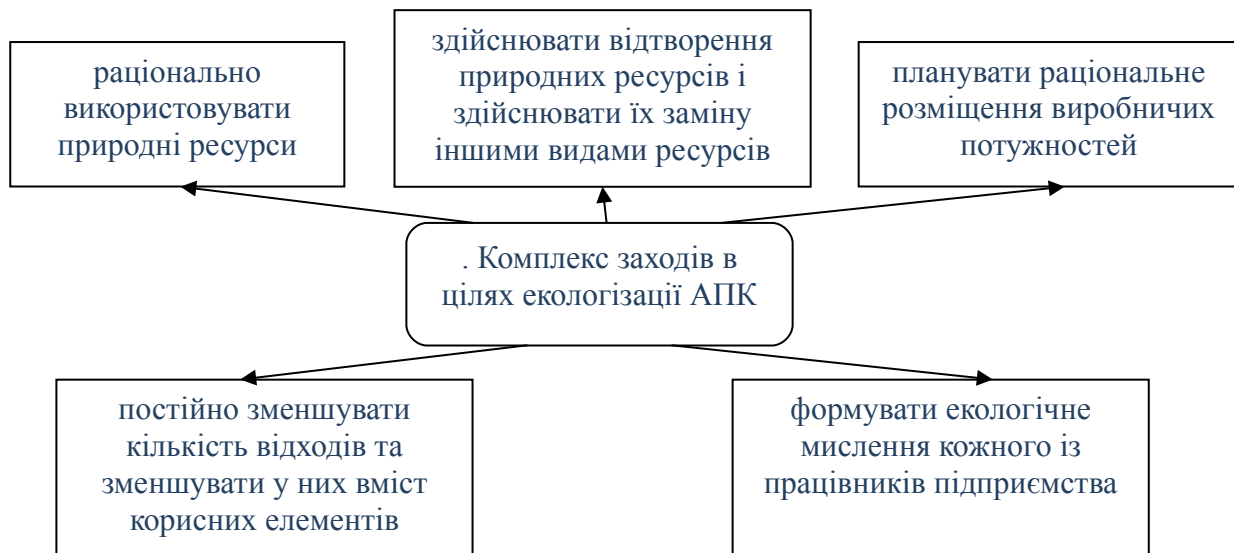 раціонально
використовувати
природні ресурси
здійснювати відтворення
природних ресурсів і
здійснювати їх заміну
іншими видами ресурсів
планувати раціональне
розміщення виробничих
потужностей
. Комплекс заходів в
цілях екологізації АПК
постійно зменшувати
кількість відходів та
зменшувати у них вміст
корисних елементів
формувати екологічне
мислення кожного із
працівників підприємства